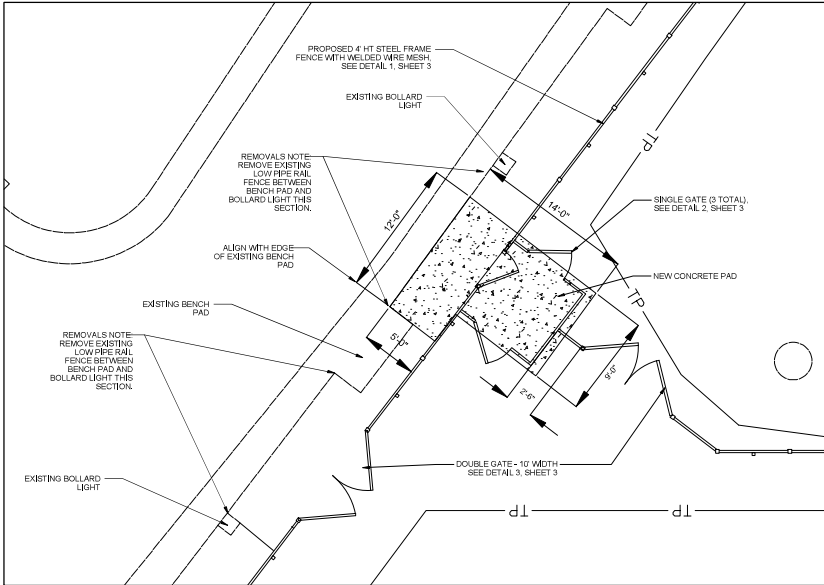 PROPOSED 4' HT STEEL FRAME
FENCE WITH WELDED WIRE MESH,
SEE DETAIL 1, SHEET 3
EXISTING BOLLARD
LIGHT
REMOVALS NOTE
REMOVE EXISTING
LOW PIPE RAIL
FENCE BETWEEN
BENCH PAD AND
BOLLARD LIGHT THIS
SECTION.
ALIGN WITH EDGE
OF EXISTING BENCH
PAD
EXISTING BENCH
PAD
REMOVALS NOTE
REMOVE EXISTING
LOW PIPE RAIL
FENCE BETWEEN
BENCH PAD AND
BOLLARD LIGHT THIS
SECTION.
EXISTING BOLLARD
LIGHT
12'-0"
14'-0"
5'-0"
2'-6"
9'-0"
TP
SINGLE GATE (3 TOTAL),
SEE DETAIL 2, SHEET 3
NEW CONCRETE PAD
TP
DOUBLE GATE - 10' WIDTH
SEE DETAIL 3, SHEET 3
TP
TP